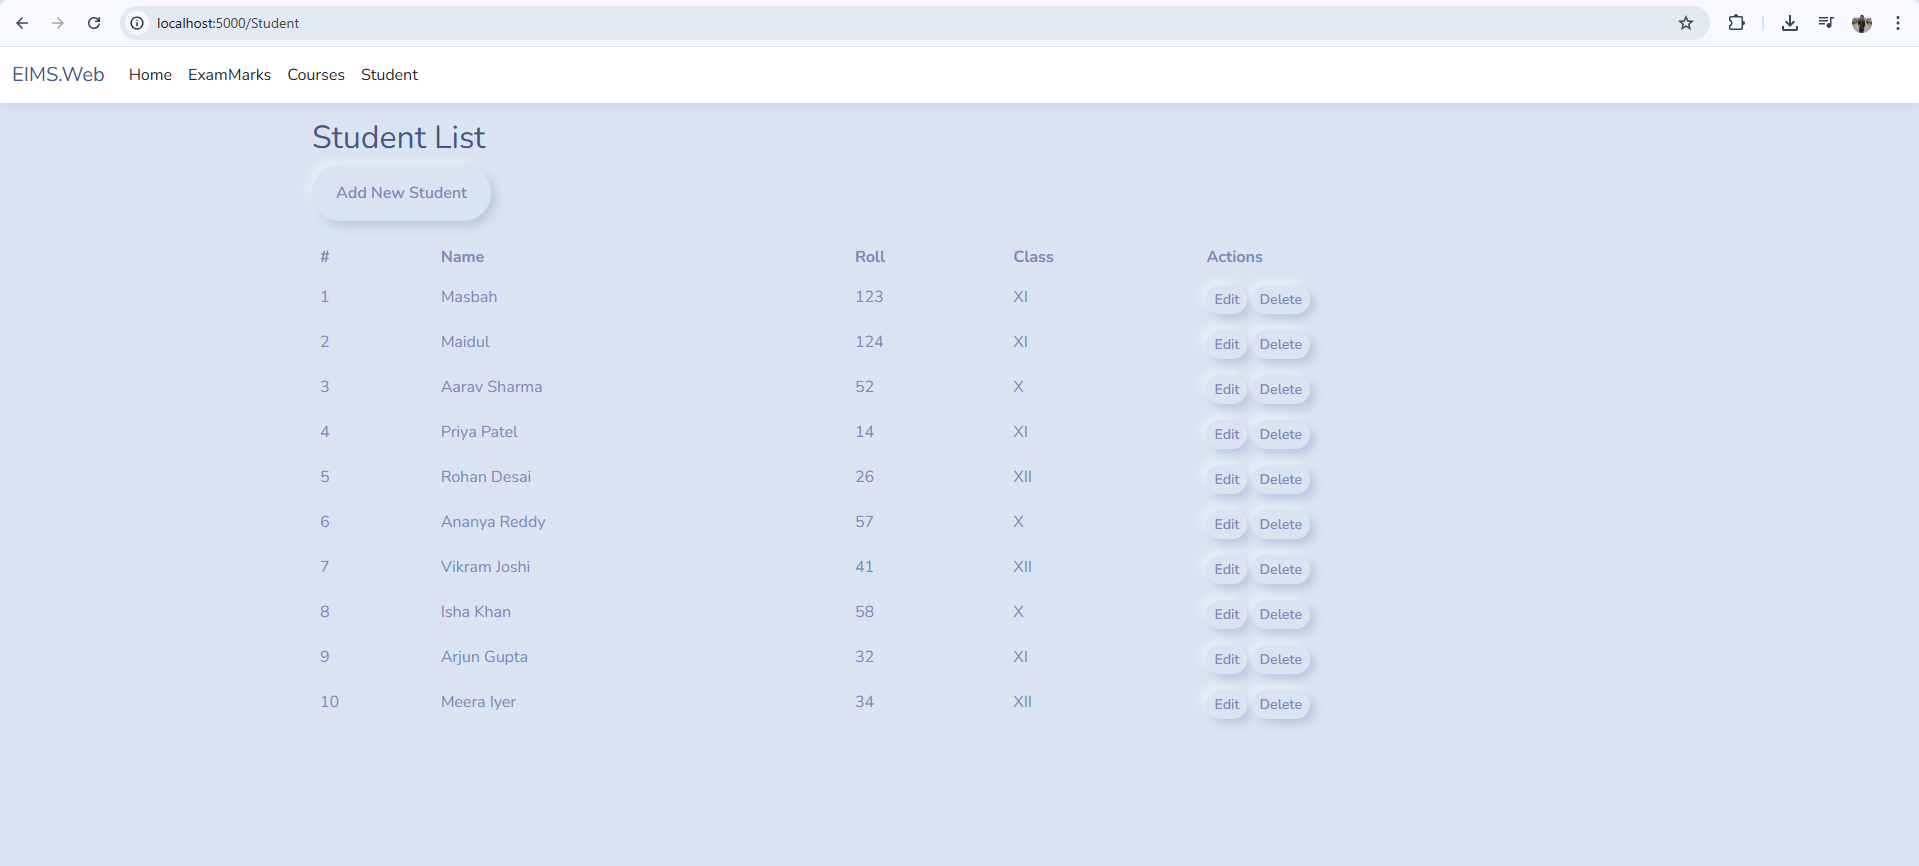 localhost:5000/Student
EIMS.Web Home ExamMarks Courses Student
Student List
Add New Student
# Name Roll Class Actions
1 Masbah 123 XI Edit Delete
2 Maidul 124 XI Edit Delete
3 Aarav Sharma 52 X Edit Delete
4 Priya Patel 14 XI Edit Delete
5 Rohan Desai 26 XII Edit Delete
6 Ananya Reddy 57 X Edit Delete
7 Vikram Joshi 41 XII Edit Delete
8 Isha Khan 58 X Edit Delete
9 Arjun Gupta 32 XI Edit Delete
10 Meera Iyer 34 XII Edit Delete